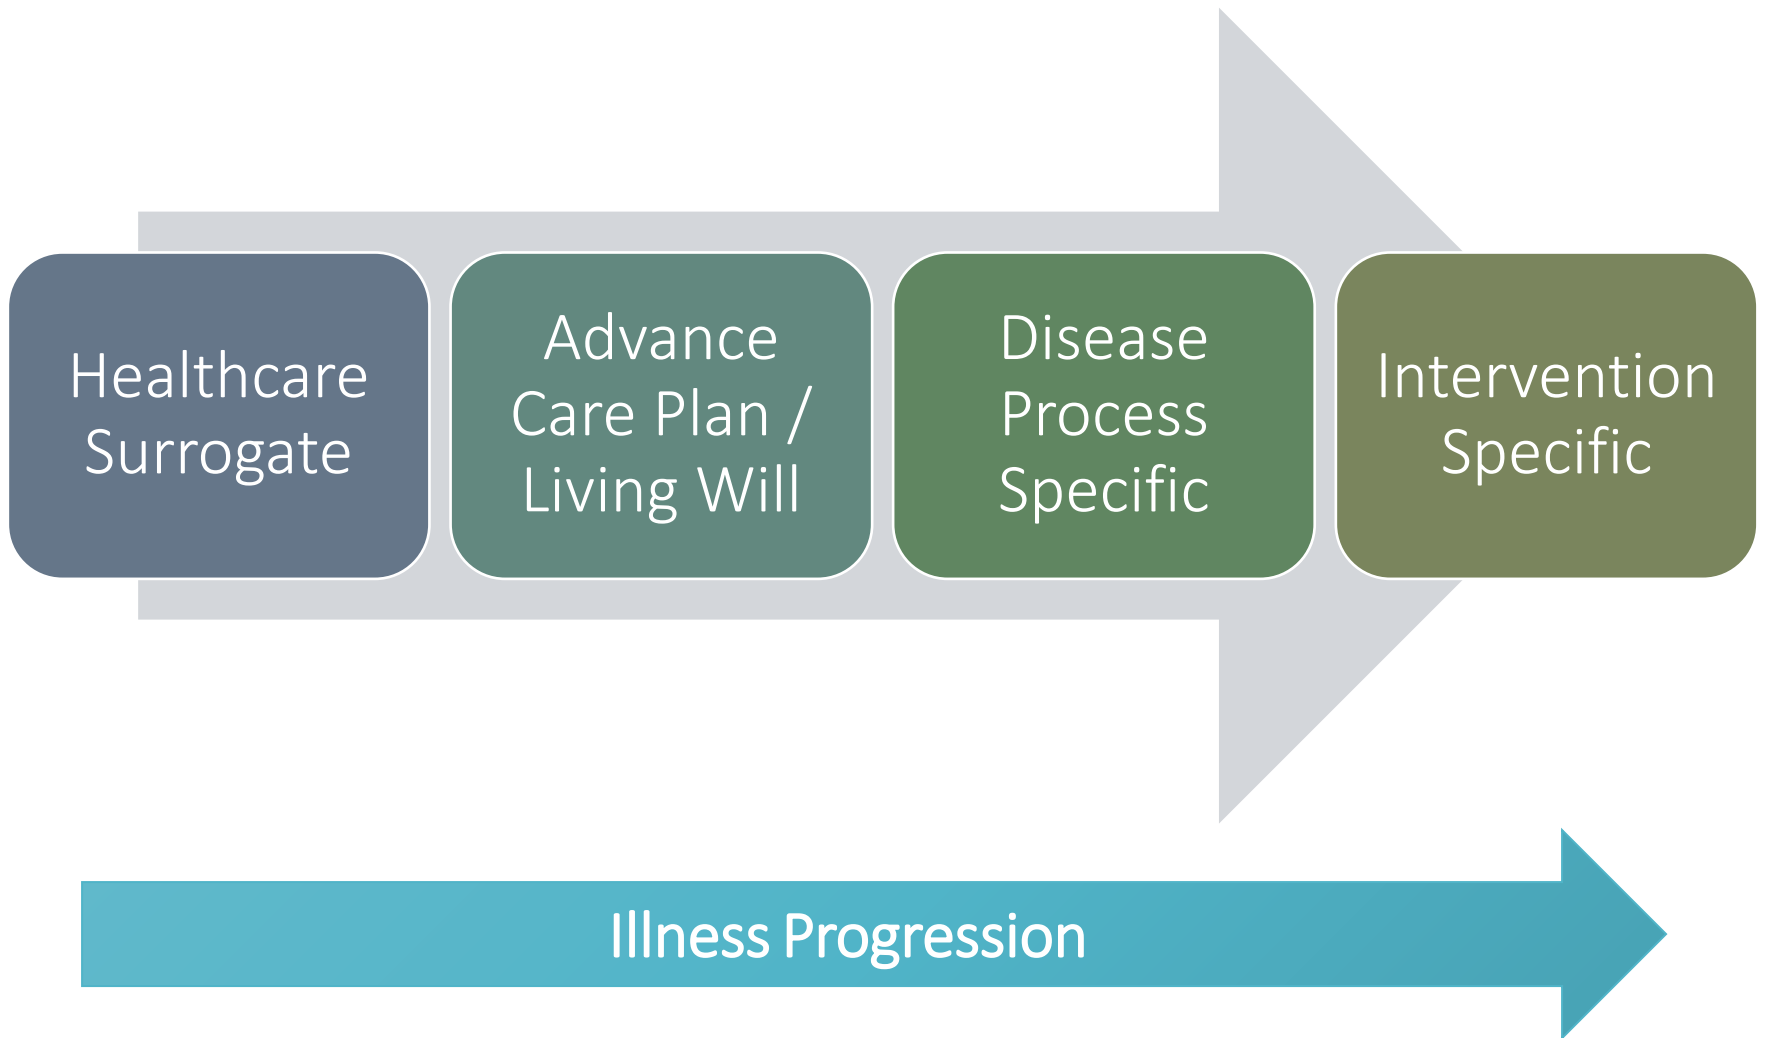 Healthcare
Surrogate
Advance
Care Plan /
Living Will
Disease
Process
Specific
Intervention
Specific
Illness Progression